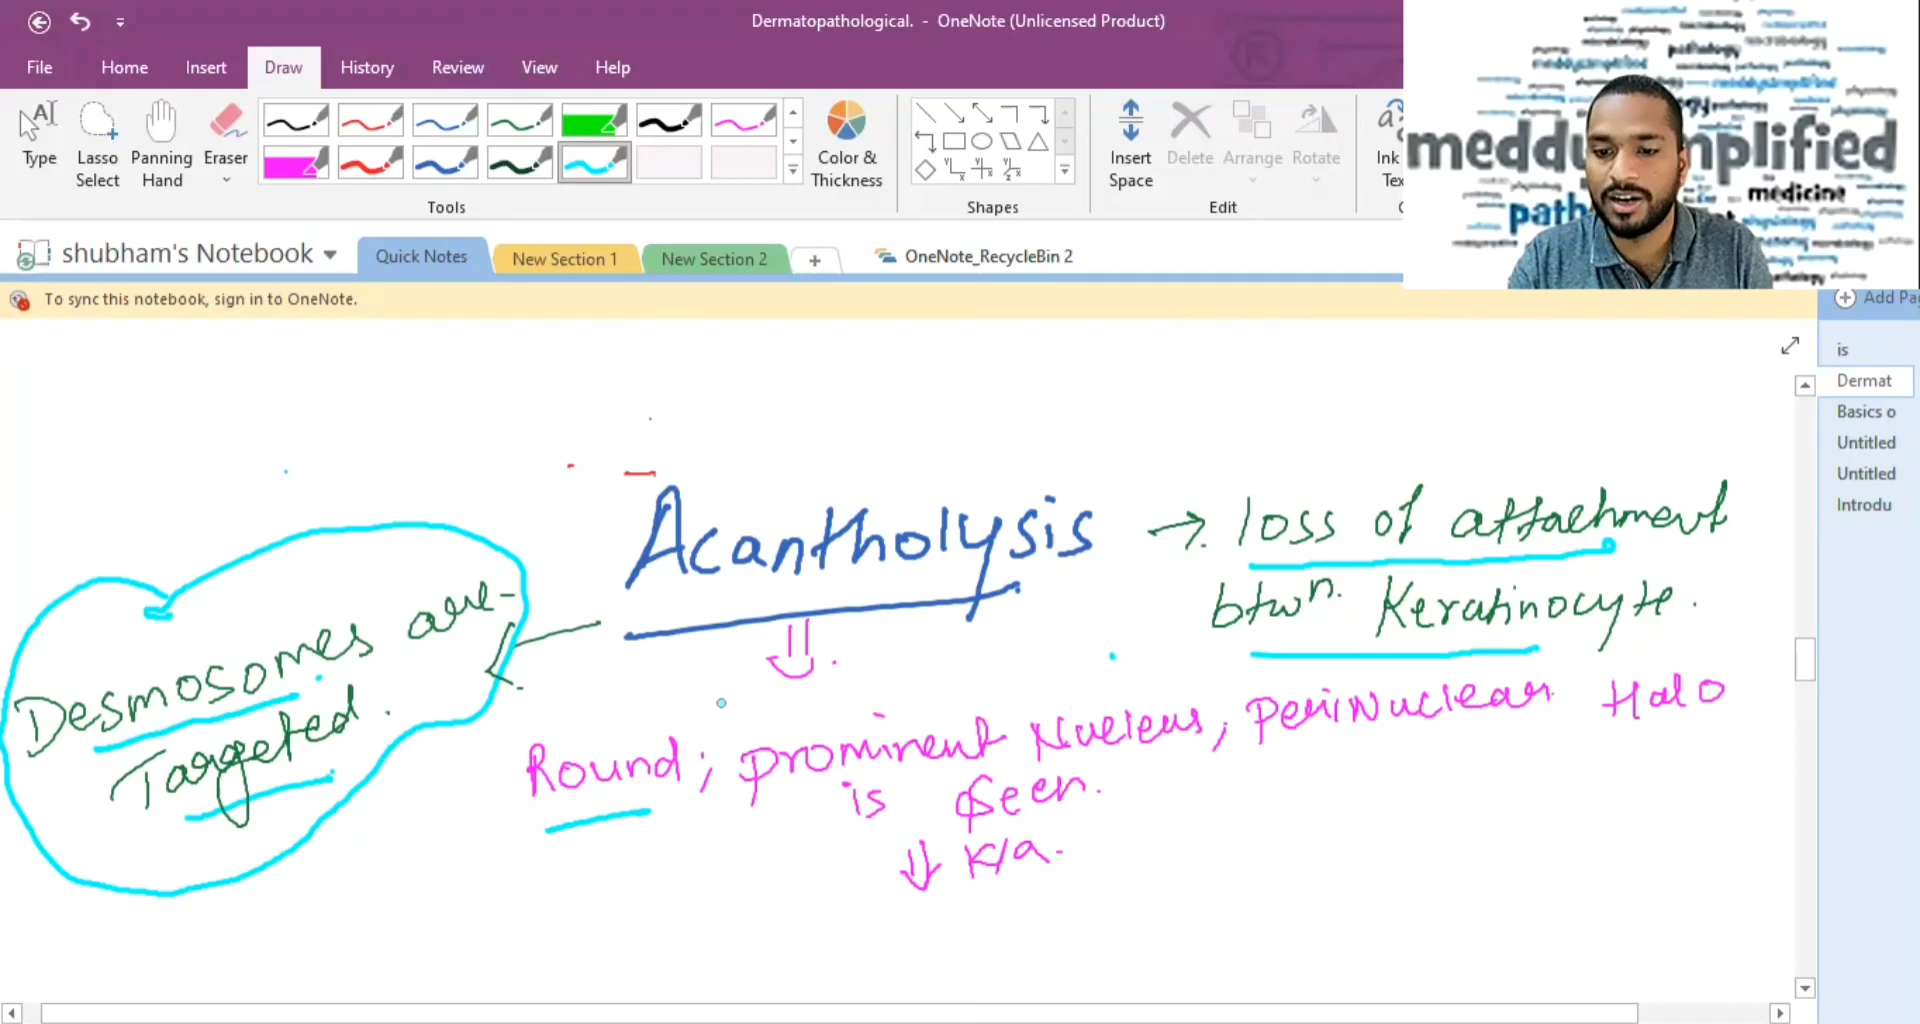 Dermatopathological. - OneNote (Unlicensed Product)
File Home Insert Draw History Review View Help
Type
Lasso Select
Panning Hand
Eraser
Color & Thickness
Insert Space
Delete
Arrange
Rotate
Tools
Shapes
Edit
meddy mplified
pathology
medicine
shubham's Notebook
Quick Notes
New Section 1
New Section 2
OneNote_RecycleBin 2
To sync this notebook, sign in to OneNote.
Add Pa
is
Dermat
Basics o
Untitled
Untitled
Introdu
Acantholysis → loss of attachment
btwn. Keratinocyte.
Desmosomes are
Targeted.
Round; prominent Nucleus, periNuclear Halo
is seen.
⇓ K/a.